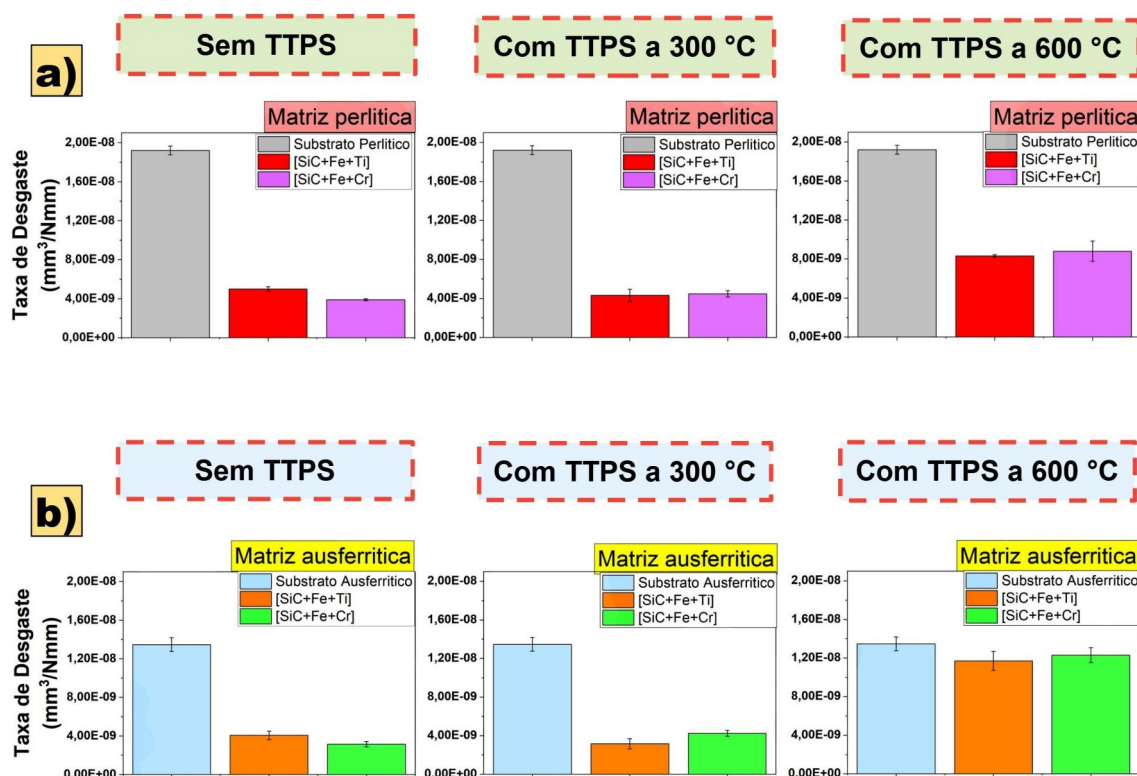 Sem TTPS
Com TTPS a 300 °C
Com TTPS a 600 °C
a)
Matriz perlitica
Matriz perlitica
Matriz perlitica
Taxa de Desgaste
(mm³/Nmm)
2,00E-08
1,60E-08
1,20E-08
8,00E-09
4,00E-09
0,00E+00
Substrato Perlitico
[SiC+Fe+Ti]
[SiC+Fe+Cr]
2,00E-08
1,60E-08
1,20E-08
8,00E-09
4,00E-09
0,00E+00
Substrato Perlitico
[SiC+Fe+Ti]
[SiC+Fe+Cr]
2,00E-08
1,60E-08
1,20E-08
8,00E-09
4,00E-09
0,00E+00
Substrato Perlitico
[SiC+Fe+Ti]
[SiC+Fe+Cr]
Sem TTPS
Com TTPS a 300 °C
Com TTPS a 600 °C
b)
Matriz ausferritica
Matriz ausferritica
Matriz ausferritica
Taxa de Desgaste
(mm³/Nmm)
2,00E-08
1,60E-08
1,20E-08
8,00E-09
4,00E-09
0,00E+00
Substrato Ausferritico
[SiC+Fe+Ti]
[SiC+Fe+Cr]
2,00E-08
1,60E-08
1,20E-08
8,00E-09
4,00E-09
0,00E+00
Substrato Ausferritico
[SiC+Fe+Ti]
[SiC+Fe+Cr]
2,00E-08
1,60E-08
1,20E-08
8,00E-09
4,00E-09
0,00E+00
Substrato Ausferritico
[SiC+Fe+Ti]
[SiC+Fe+Cr]